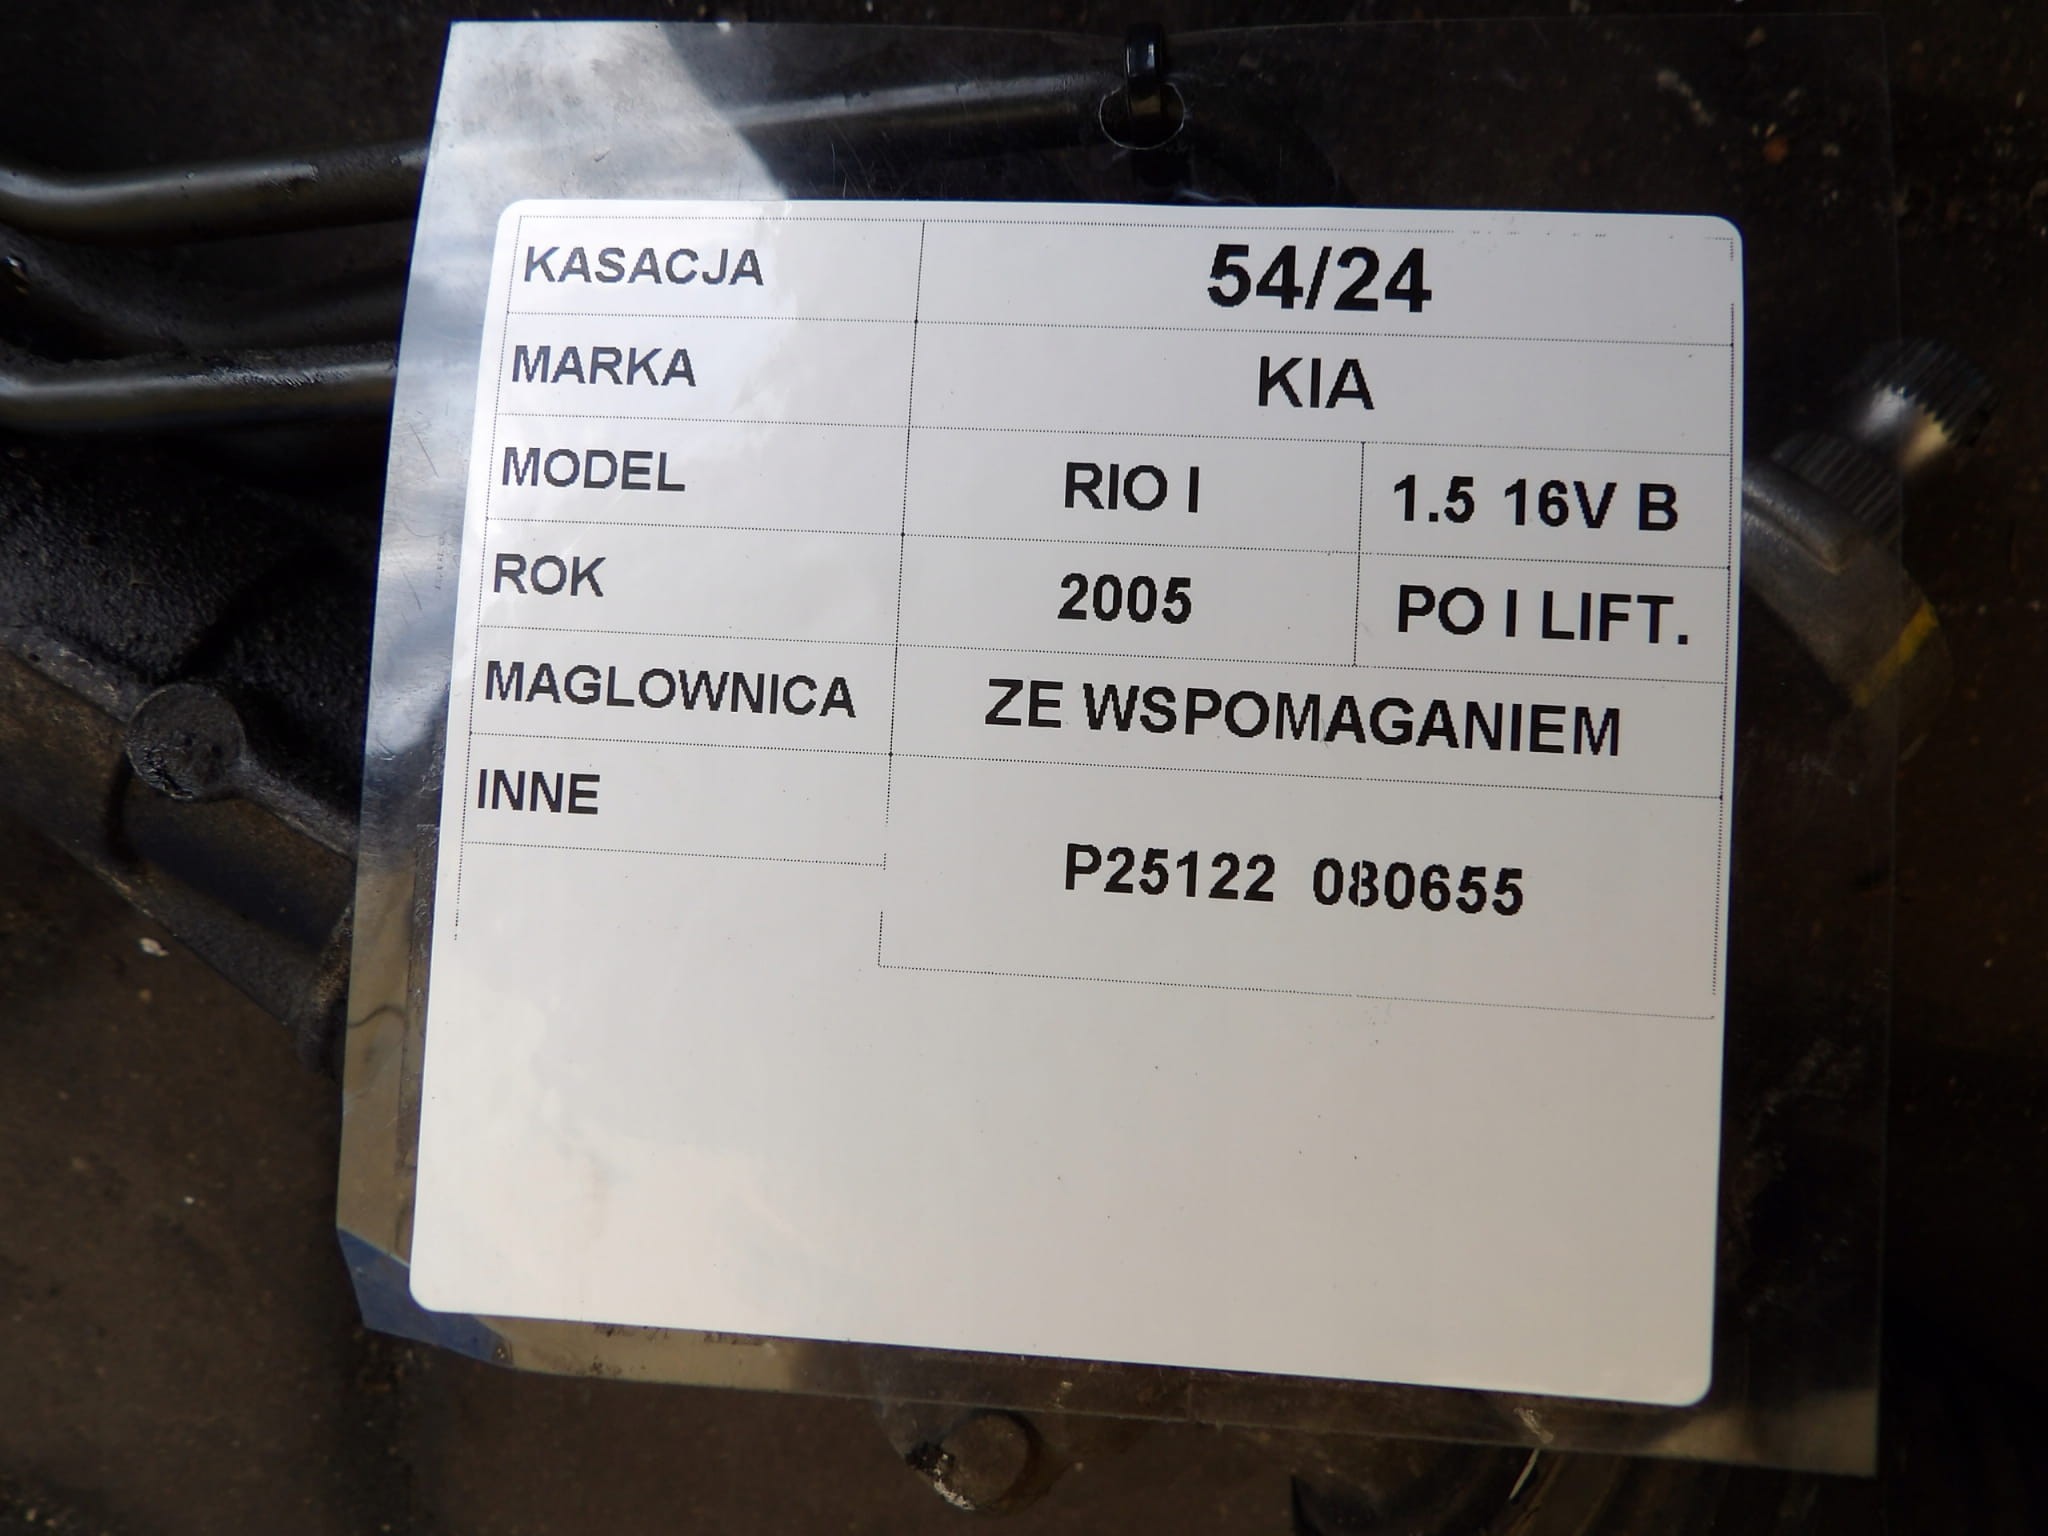 KASACJA 54/24
MARKA KIA
MODEL RIO I 1.5 16V B
ROK 2005 PO I LIFT.
MAGLOWNICA ZE WSPOMAGANIEM
INNE
P25122 080655